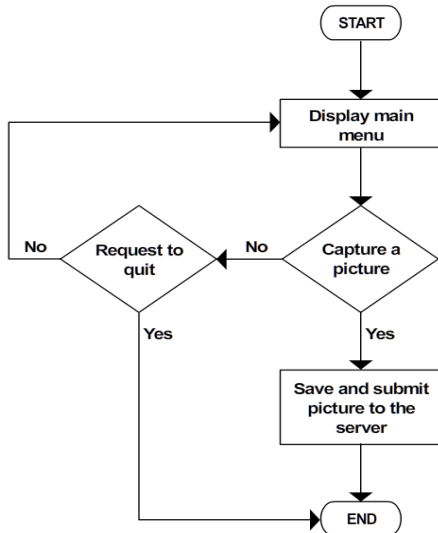 START
Display main
menu
Capture a
picture
No
Request to
quit
No
Yes
Yes
Save and submit
picture to the
server
END